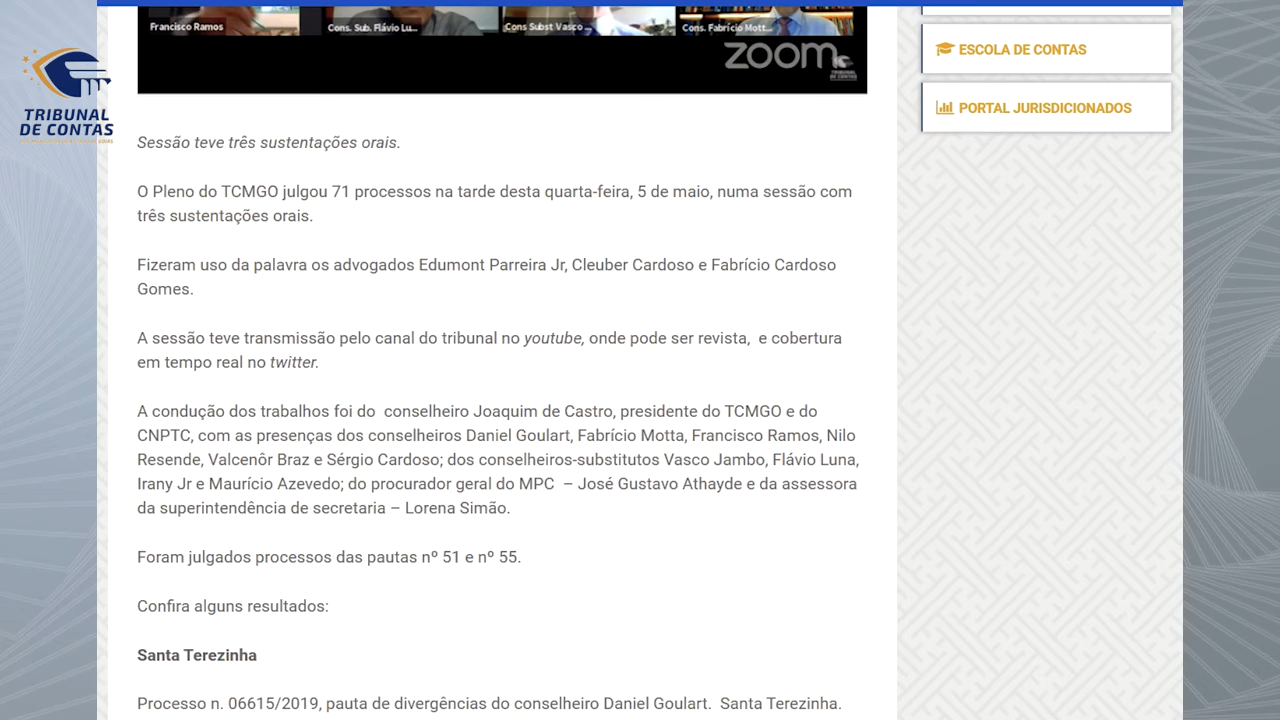 Francisco Ramos
Cons. Sub. Flávio Lu...
Cons Subst Vasco ...
Cons. Fabrício Mott...
zoom
TRIBUNAL
DE CONTAS
ESCOLA DE CONTAS
PORTAL JURISDICIONADOS
Sessão teve três sustentações orais.
O Pleno do TCMGO julgou 71 processos na tarde desta quarta-feira, 5 de maio, numa sessão com
três sustentações orais.
Fizeram uso da palavra os advogados Edumont Parreira Jr, Cleuber Cardoso e Fabrício Cardoso
Gomes.
A sessão teve transmissão pelo canal do tribunal no youtube, onde pode ser revista,  e cobertura
em tempo real no twitter.
A condução dos trabalhos foi do  conselheiro Joaquim de Castro, presidente do TCMGO e do
CNPTC, com as presenças dos conselheiros Daniel Goulart, Fabrício Motta, Francisco Ramos, Nilo
Resende, Valcenôr Braz e Sérgio Cardoso; dos conselheiros-substitutos Vasco Jambo, Flávio Luna,
Irany Jr e Maurício Azevedo; do procurador geral do MPC  – José Gustavo Athayde e da assessora
da superintendência de secretaria – Lorena Simão.
Foram julgados processos das pautas nº 51 e nº 55.
Confira alguns resultados:
Santa Terezinha
Processo n. 06615/2019, pauta de divergências do conselheiro Daniel Goulart.  Santa Terezinha.